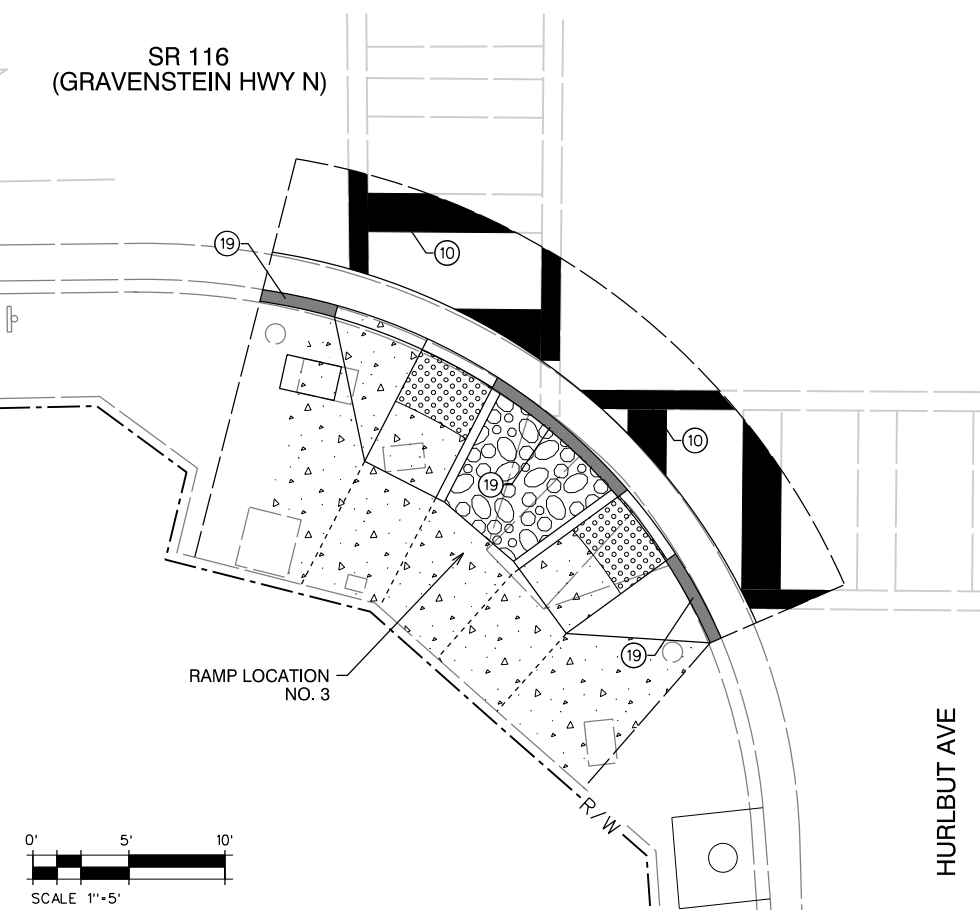 SR 116
(GRAVENSTEIN HWY N)
19
10
10
19
19
RAMP LOCATION
NO. 3
R/W
HURLBUT AVE
0' 5' 10'
SCALE 1"=5'